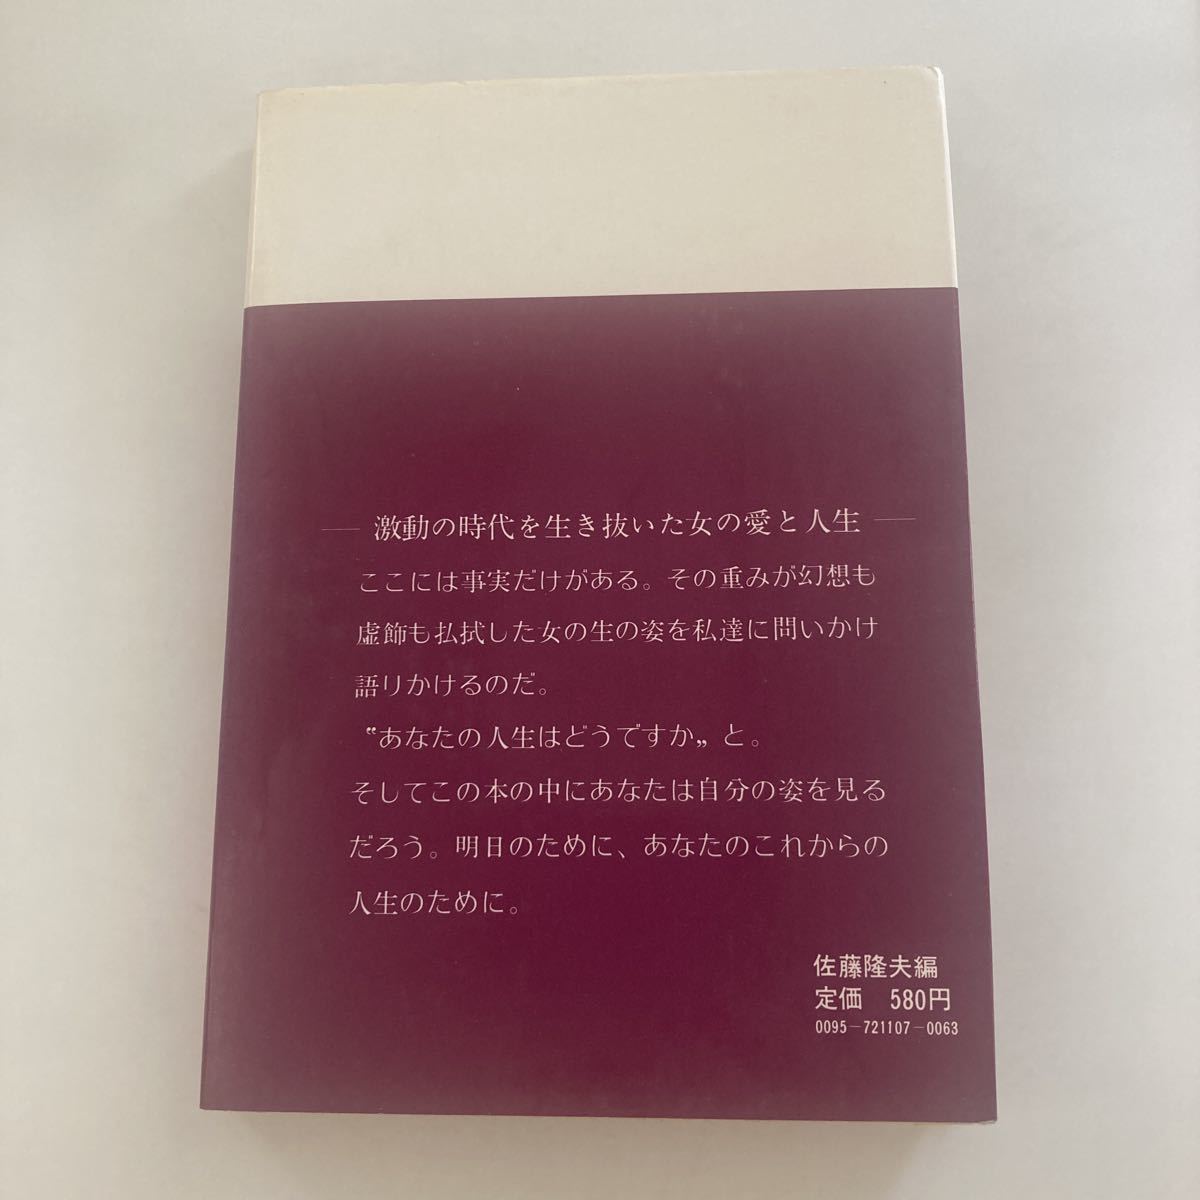 ― 激動の時代を生き抜いた女の愛と人生 ―
ここには事実だけがある。その重みが幻想も
虚飾も払拭した女の生の姿を私達に問いかけ
語りかけるのだ。
〝あなたの人生はどうですか〟と。
そしてこの本の中にあなたは自分の姿を見る
だろう。明日のために、あなたのこれからの
人生のために。
佐藤隆夫編
定価 580円
0095-721107-0063